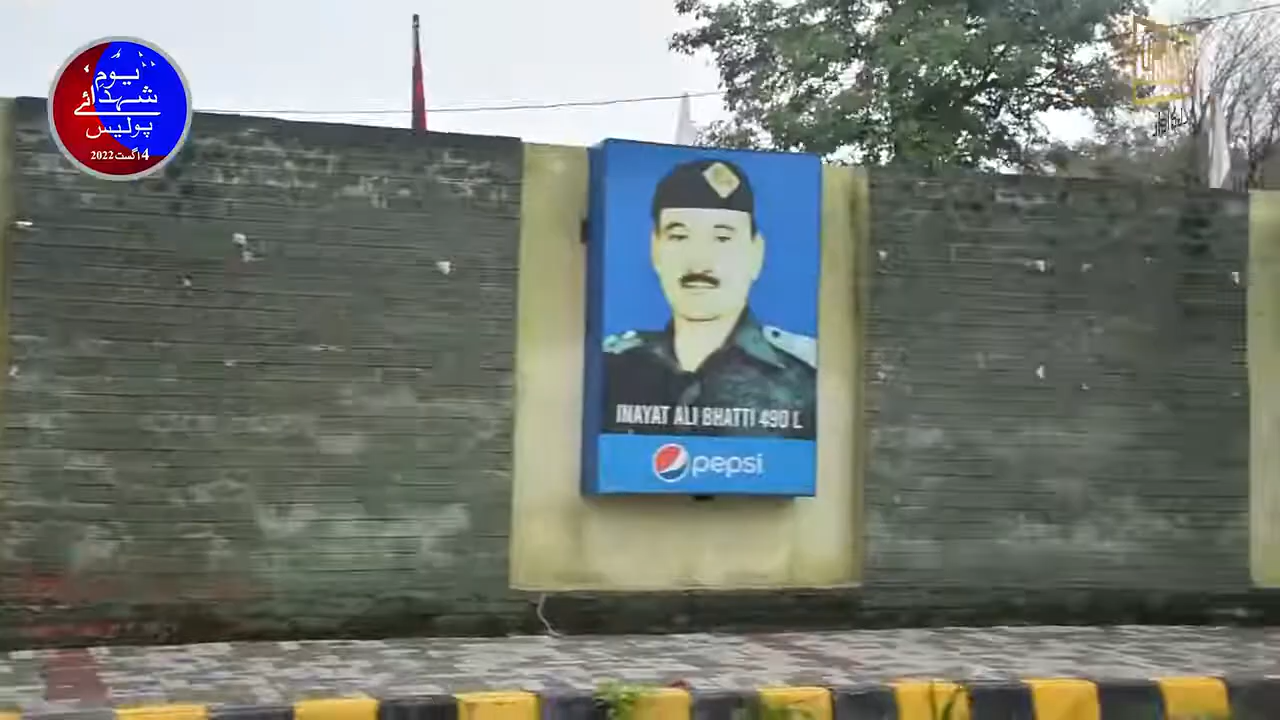 یوم
شہدائے
پولیس
4 اگست 2022
INAYAT ALI BHATTI 490 L
pepsi